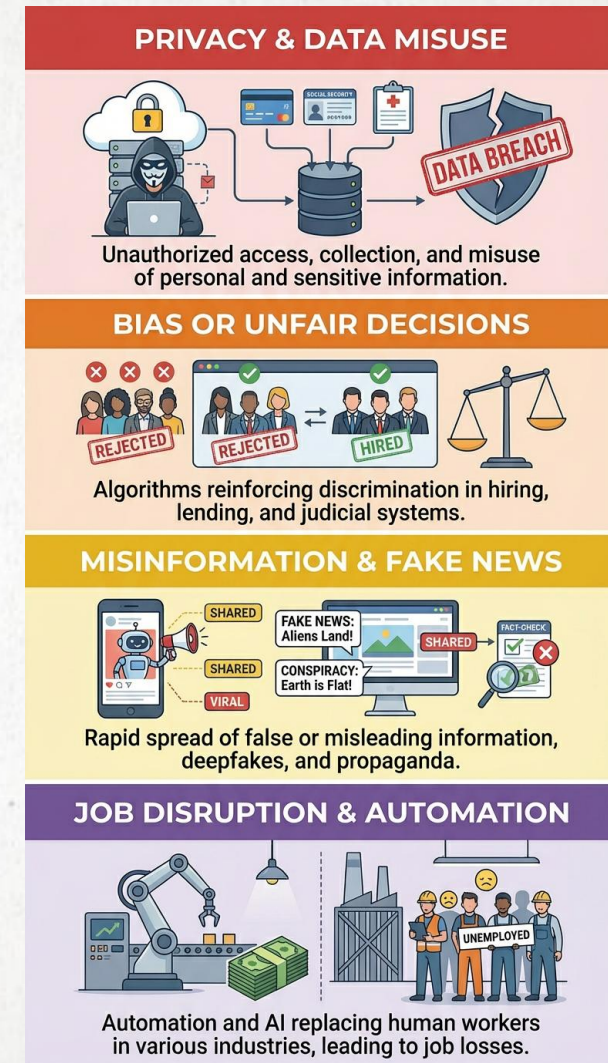 PRIVACY & DATA MISUSE
SOCIAL SECURITY
DATA BREACH
Unauthorized access, collection, and misuse
of personal and sensitive information.
BIAS OR UNFAIR DECISIONS
REJECTED
REJECTED
HIRED
Algorithms reinforcing discrimination in hiring,
lending, and judicial systems.
MISINFORMATION & FAKE NEWS
SHARED
SHARED
VIRAL
FAKE NEWS:
Aliens Land!
CONSPIRACY:
Earth is Flat!
SHARED
FACT-CHECK
Rapid spread of false or misleading information,
deepfakes, and propaganda.
JOB DISRUPTION & AUTOMATION
UNEMPLOYED
Automation and AI replacing human workers
in various industries, leading to job losses.